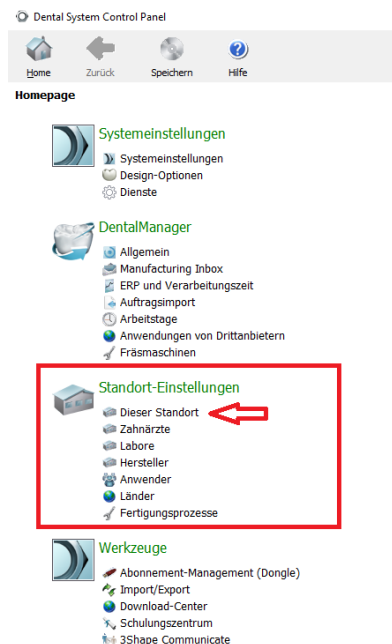 Dental System Control Panel
Home Zurück Speichern Hilfe
Homepage
Systemeinstellungen
Systemeinstellungen
Design-Optionen
Dienste
DentalManager
Allgemein
Manufacturing Inbox
ERP und Verarbeitungszeit
Auftragsimport
Arbeitstage
Anwendungen von Drittanbietern
Fräsmaschinen
Standort-Einstellungen
Dieser Standort
Zahnärzte
Labore
Hersteller
Anwender
Länder
Fertigungsprozesse
Werkzeuge
Abonnement-Management (Dongle)
Import/Export
Download-Center
Schulungszentrum
3Shape Communicate